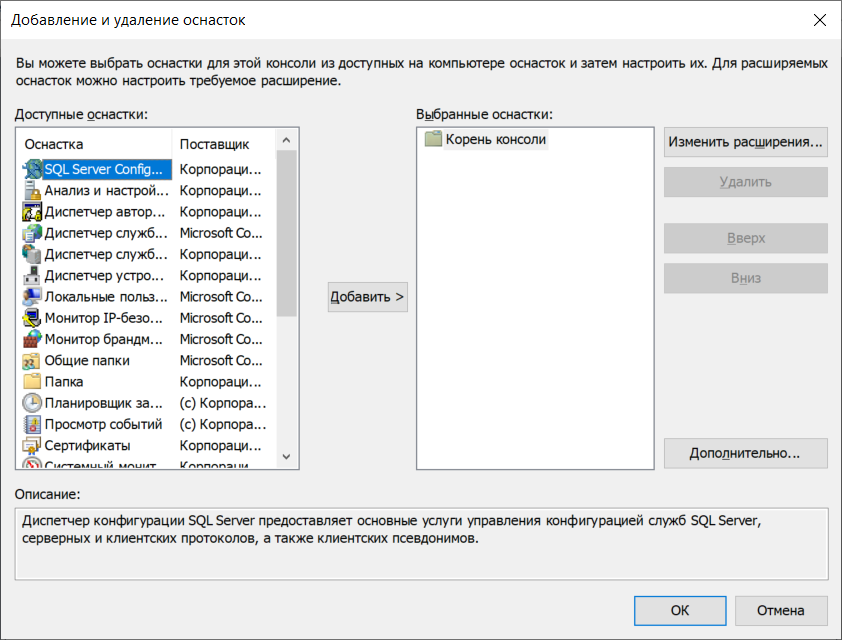 Добавление и удаление оснасток
Вы можете выбрать оснастки для этой консоли из доступных на компьютере оснасток и затем настроить их. Для расширяемых
оснасток можно настроить требуемое расширение.
Доступные оснастки:
Оснастка Поставщик
SQL Server Config... Корпораци...
Анализ и настрой... Корпораци...
Диспетчер автор... Корпораци...
Диспетчер служб... Microsoft Co...
Диспетчер служб... Корпораци...
Диспетчер устро... Корпораци...
Локальные польз... Microsoft Co...
Монитор IP-безо... Microsoft Co...
Монитор брандм... Microsoft Co...
Общие папки Microsoft Co...
Папка Корпораци...
Планировщик за... (c) Корпора...
Просмотр событий (c) Корпора...
Сертификаты Корпораци...
Системный монит... Корпораци...
Добавить >
Выбранные оснастки:
Корень консоли
Изменить расширения...
Удалить
Вверх
Вниз
Дополнительно...
Описание:
Диспетчер конфигурации SQL Server предоставляет основные услуги управления конфигурацией служб SQL Server,
серверных и клиентских протоколов, а также клиентских псевдонимов.
ОК
Отмена